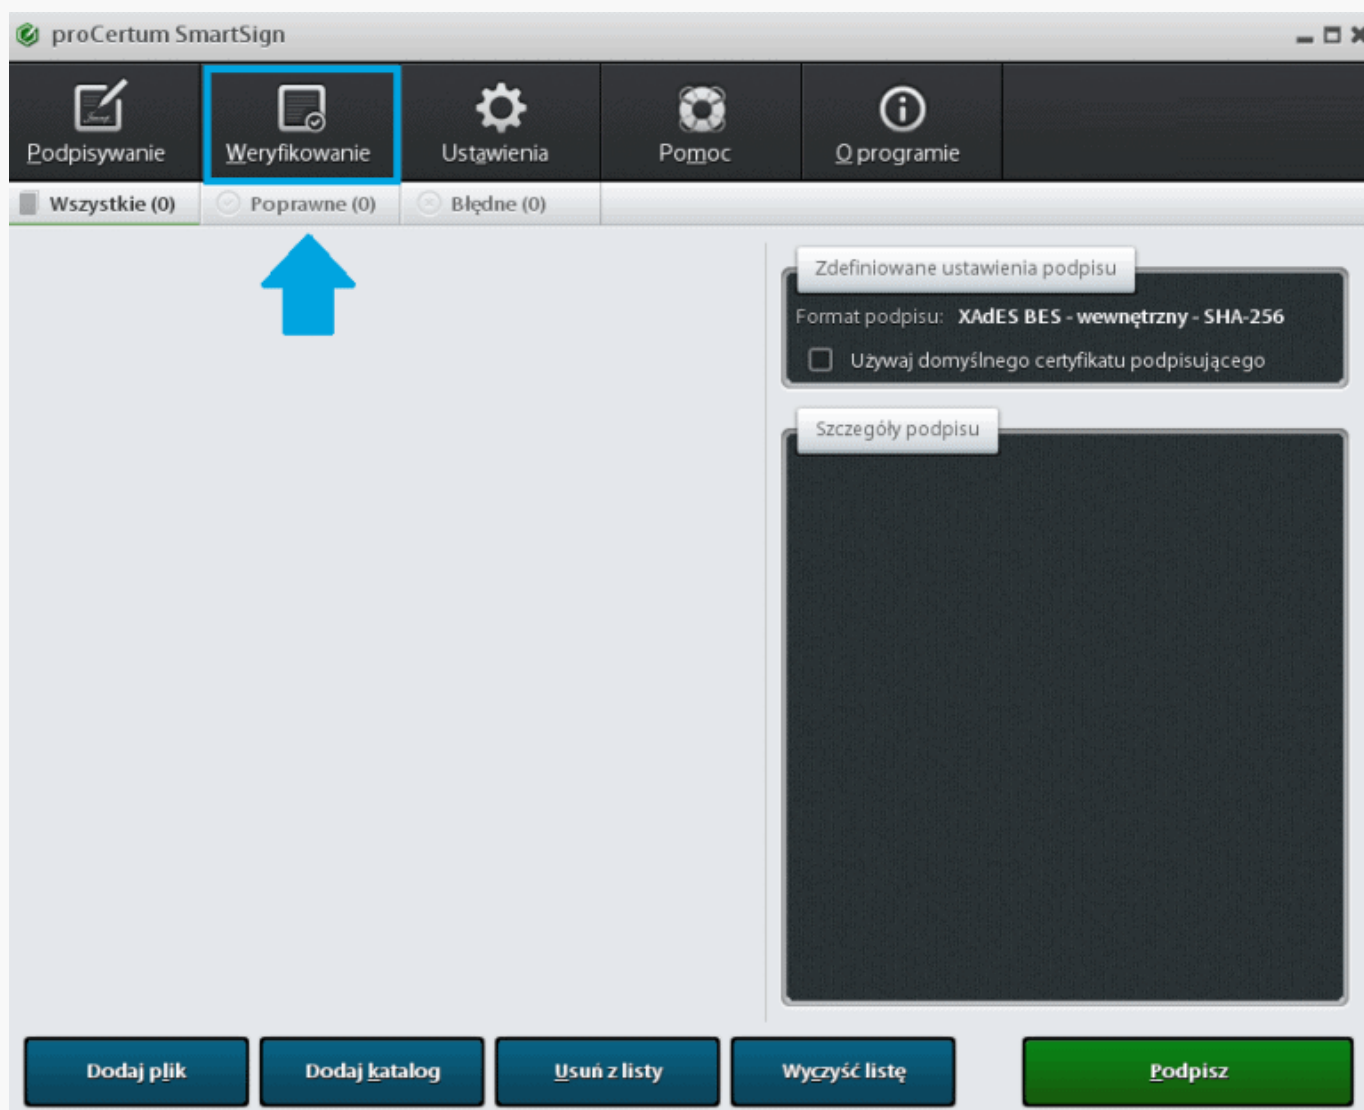 proCertum SmartSign
Podpisywanie
Weryfikowanie
Ustawienia
Pomoc
O programie
Wszystkie (0)
Poprawne (0)
Błędne (0)
Zdefiniowane ustawienia podpisu
Format podpisu: XAdES BES - wewnętrzny - SHA-256
Używaj domyślnego certyfikatu podpisującego
Szczegóły podpisu
Dodaj plik
Dodaj katalog
Usuń z listy
Wyczyść listę
Podpisz